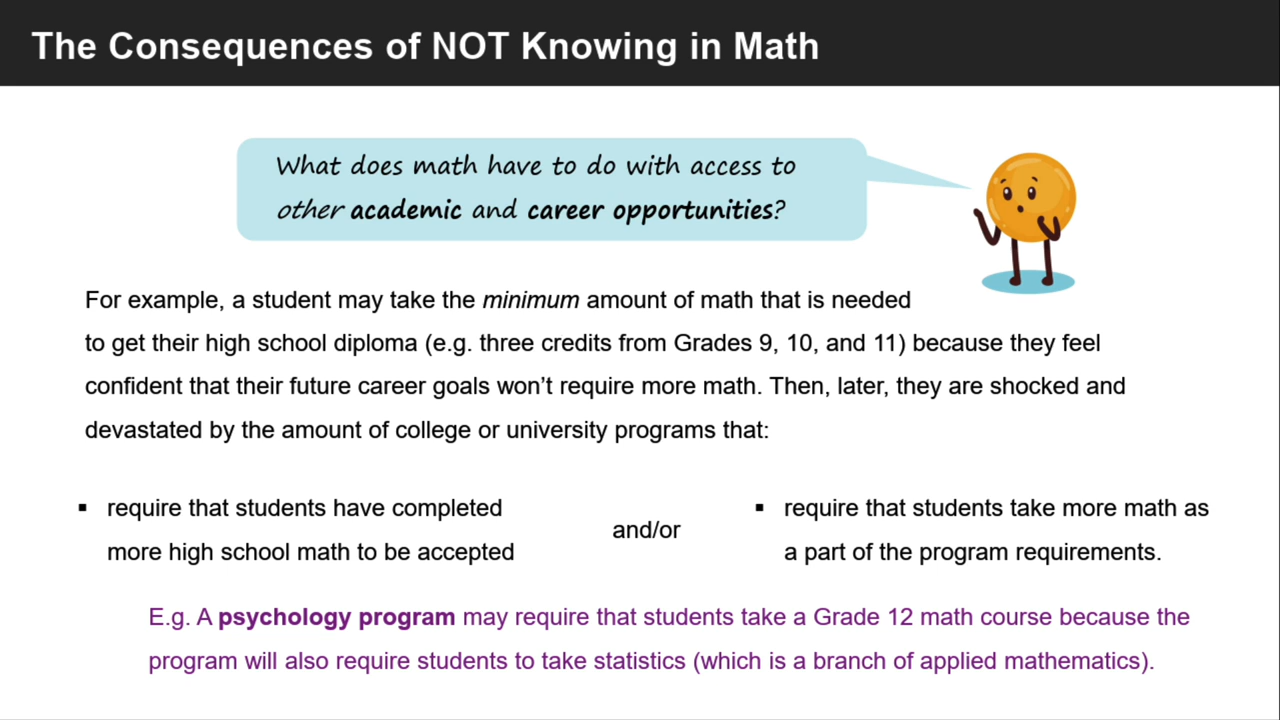 The Consequences of NOT Knowing in Math
What does math have to do with access to
other academic and career opportunities?
For example, a student may take the minimum amount of math that is needed
to get their high school diploma (e.g. three credits from Grades 9, 10, and 11) because they feel
confident that their future career goals won’t require more math. Then, later, they are shocked and
devastated by the amount of college or university programs that:
▪ require that students have completed
more high school math to be accepted
and/or
▪ require that students take more math as
a part of the program requirements.
E.g. A psychology program may require that students take a Grade 12 math course because the
program will also require students to take statistics (which is a branch of applied mathematics).